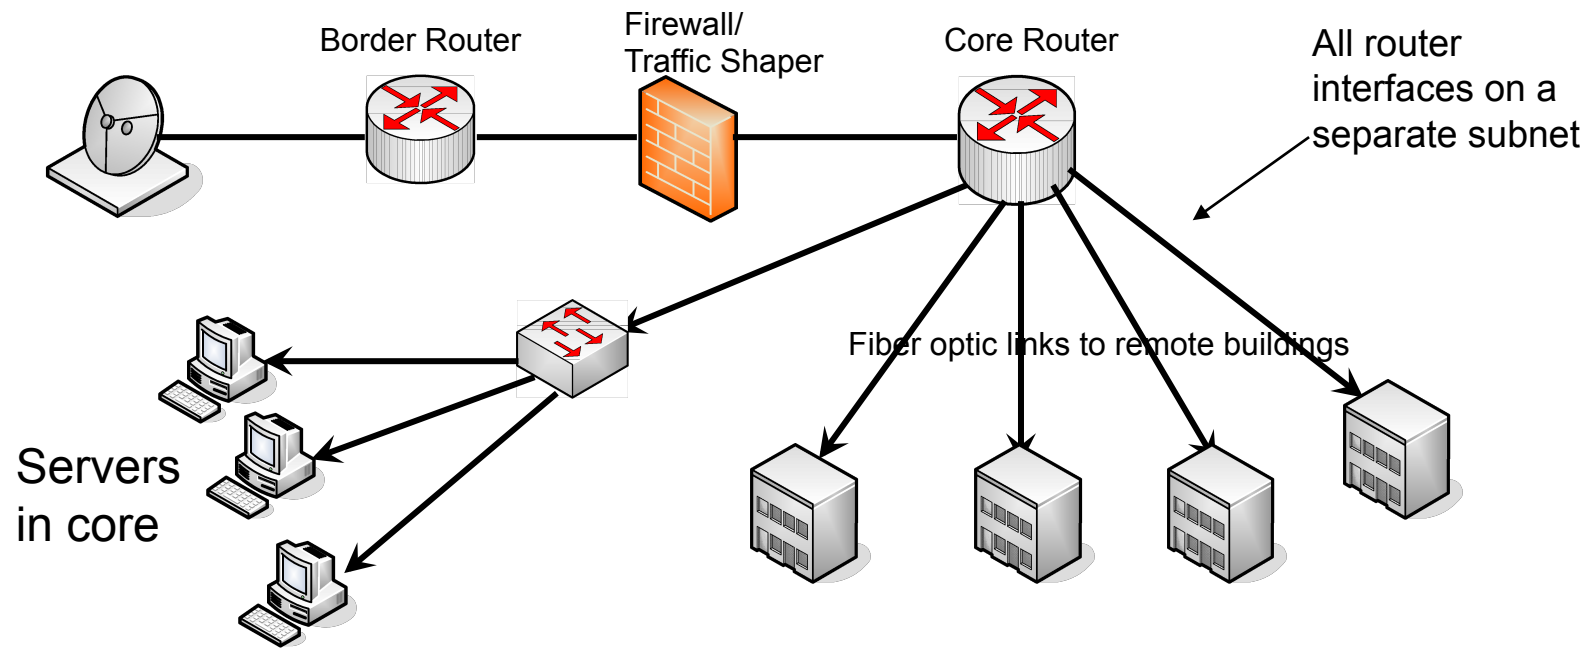 Border Router
Firewall/
Traffic Shaper
Core Router
All router
interfaces on a
separate subnet
Fiber optic links to remote buildings
Servers
in core